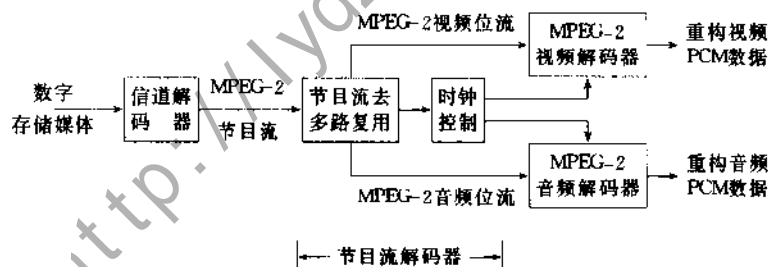 MPEG-2视频位流
MPEG-2
视频解码器
重构视频
PCM数据
数字
存储媒体
信道解
码 器
MPEG-2
节目流
节目流去
多路复用
时钟
控制
MPEG-2音频位流
MPEG-2
音频解码器
重构音频
PCM数据
节目流解码器
http://lyd